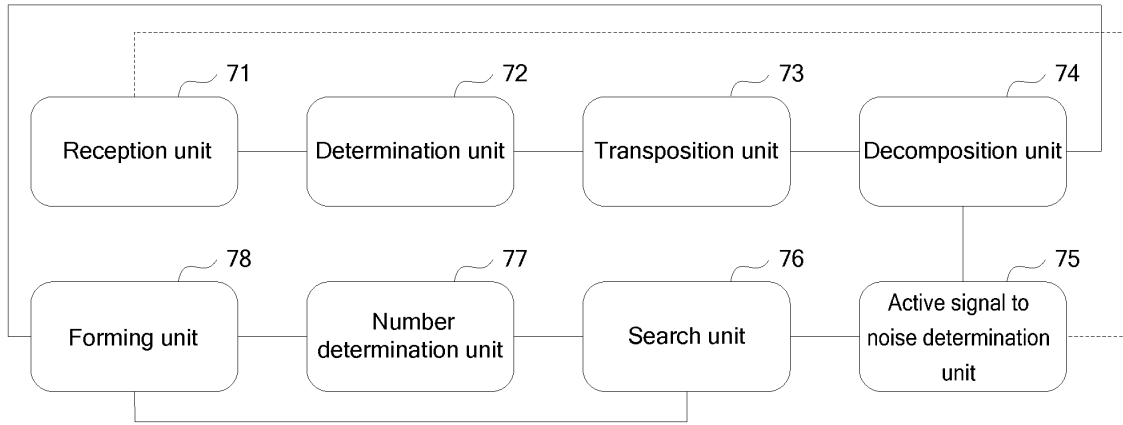 71
72
73
74
Reception unit
Determination unit
Transposition unit
Decomposition unit
78
77
76
75
Forming unit
Number
determination unit
Search unit
Active signal to
noise determination
unit